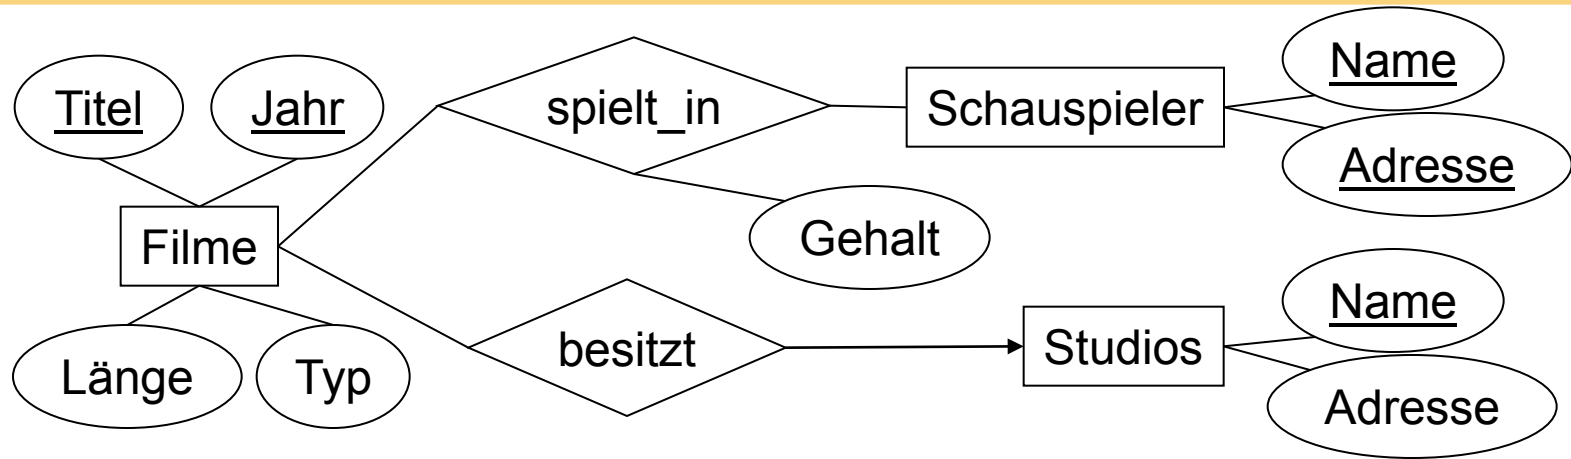 Titel
Jahr
Filme
Länge
Typ
spielt_in
Gehalt
besitzt
Schauspieler
Name
Adresse
Studios
Name
Adresse